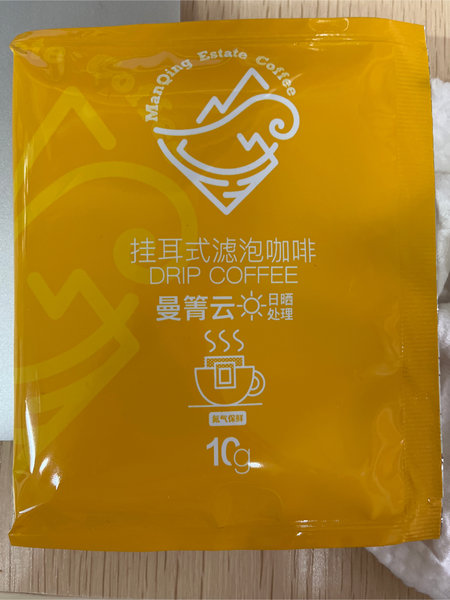 ManQing Estate Coffee
挂耳式滤泡咖啡
DRIP COFFEE
曼箐云 日晒处理
氮气保鲜
10g